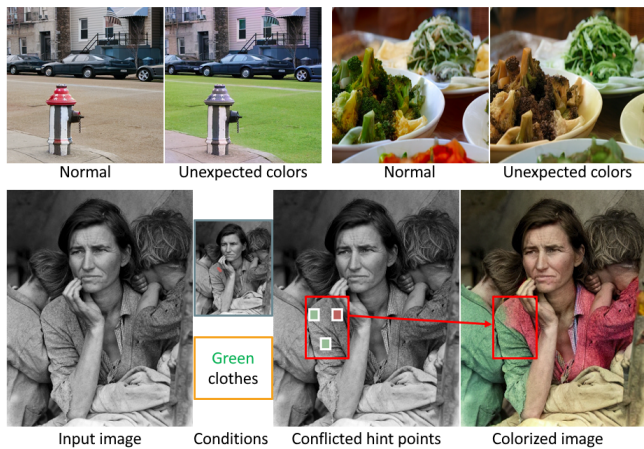 Normal
Unexpected colors
Normal
Unexpected colors
Green
clothes
Input image
Conditions
Conflicted hint points
Colorized image